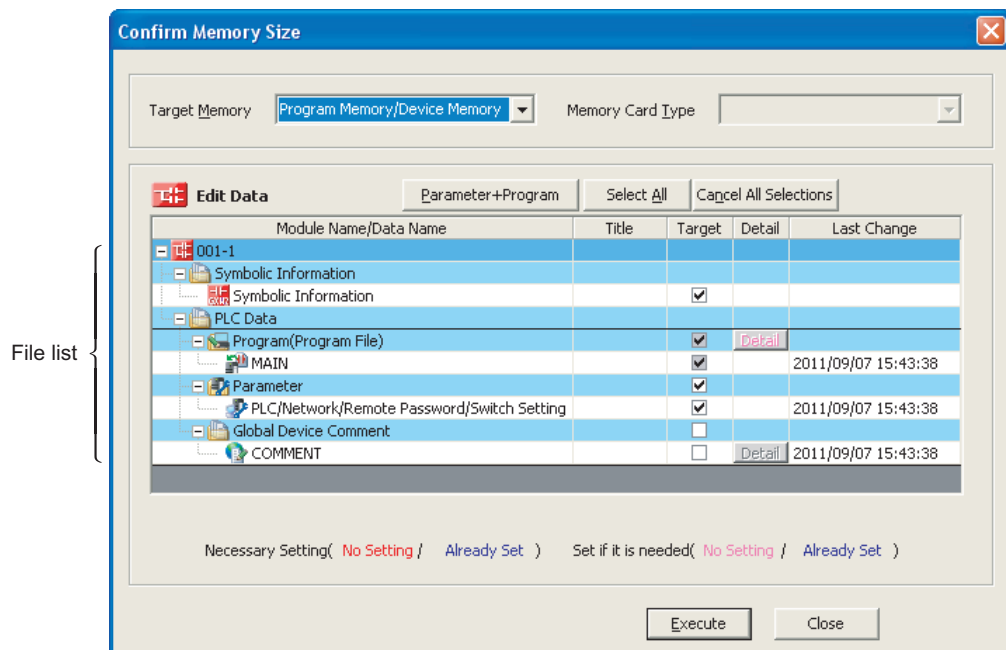 Confirm Memory Size
Target Memory Program Memory/Device Memory Memory Card Type
Edit Data Parameter+Program Select All Cancel All Selections
Module Name/Data Name Title Target Detail Last Change
001-1
Symbolic Information
Symbolic Information
PLC Data
Program(Program File) Detail
MAIN 2011/09/07 15:43:38
Parameter
PLC/Network/Remote Password/Switch Setting 2011/09/07 15:43:38
Global Device Comment
COMMENT Detail 2011/09/07 15:43:38
File list
Necessary Setting( No Setting / Already Set ) Set if it is needed( No Setting / Already Set )
Execute Close